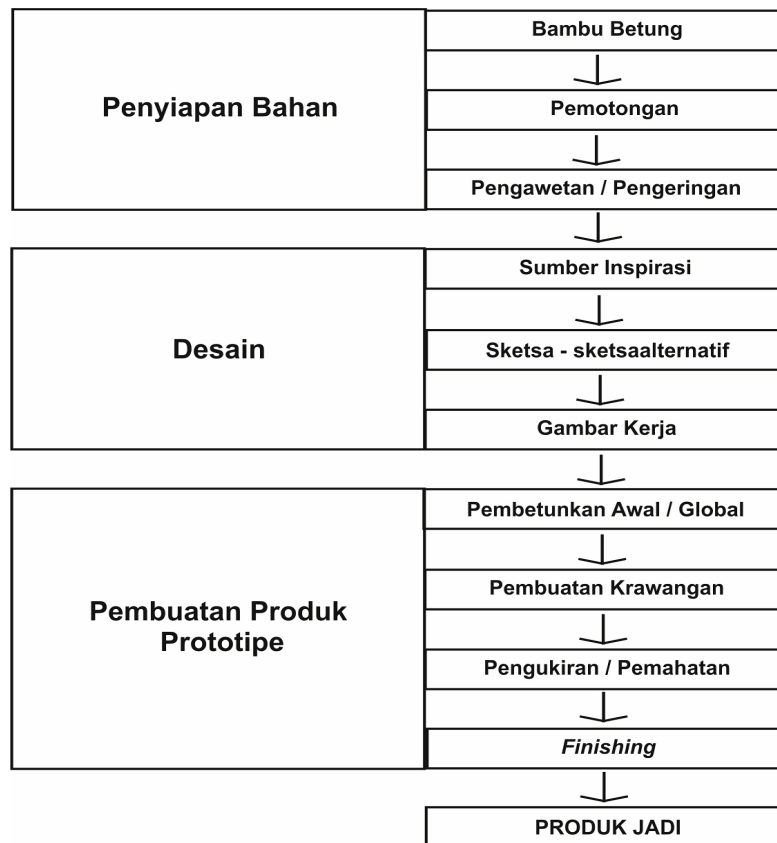 Penyiapan Bahan
Bambu Betung
Pemotongan
Pengawetan / Pengeringan
Desain
Sumber Inspirasi
Sketsa - sketsaalternatif
Gambar Kerja
Pembuatan Produk
Prototipe
Pembetunkan Awal / Global
Pembuatan Krawangan
Pengukiran / Pemahatan
Finishing
PRODUK JADI